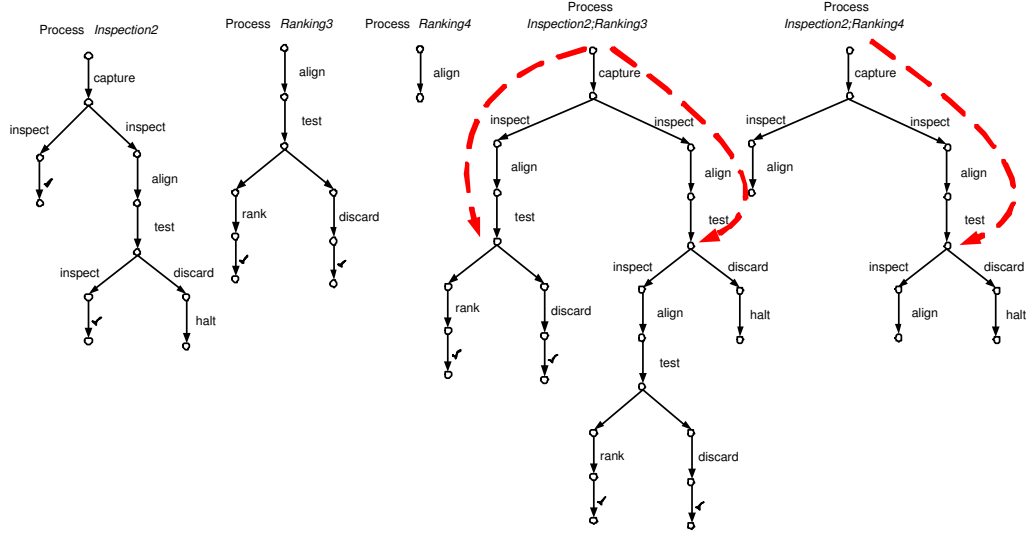 Process Inspection2
capture
inspect
inspect
✓
align
test
inspect
discard
✓
halt
Process Ranking3
align
test
rank
discard
✓
✓
Process Ranking4
align
Process
Inspection2;Ranking3
capture
inspect
inspect
align
align
test
test
rank
discard
✓
✓
inspect
discard
align
halt
test
rank
discard
✓
✓
Process
Inspection2;Ranking4
capture
inspect
inspect
align
align
test
inspect
discard
align
halt